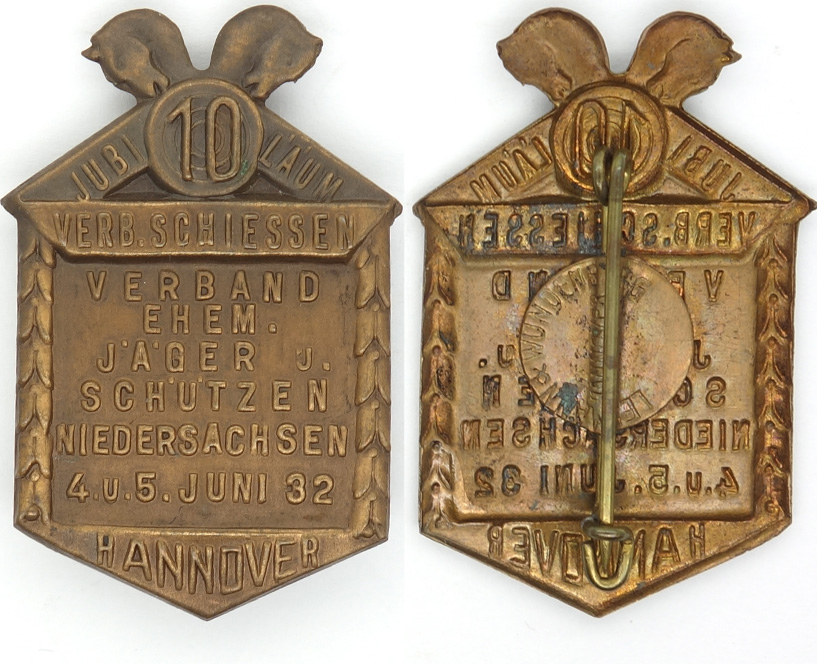 10
JUBI LÄUM
VERB.SCHIESSEN
VERBAND
EHEM.
JÄGER u.
SCHÜTZEN
NIEDERSACHSEN
4.u.5.JUNI 32
HANNOVER